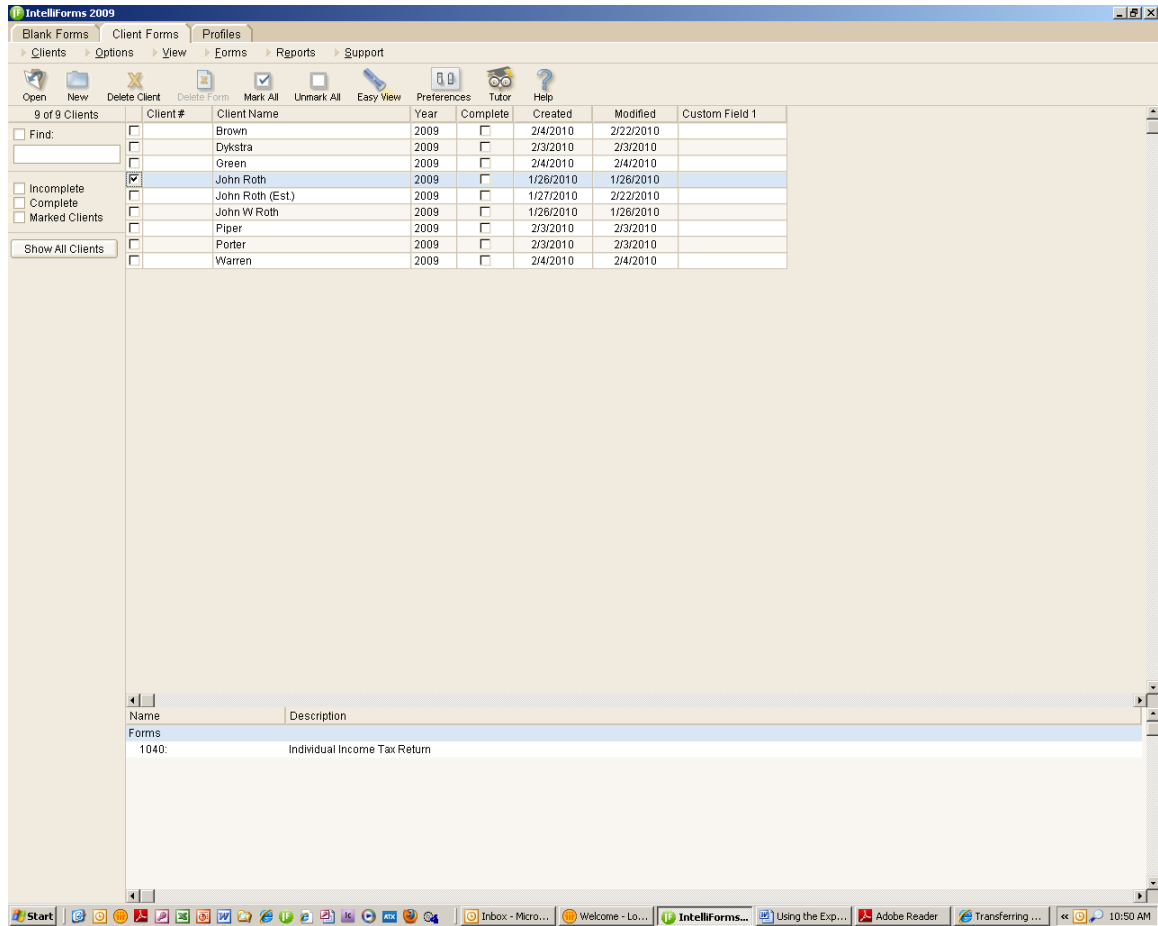 IntelliForms 2009
Blank Forms Client Forms Profiles
Clients Options View Forms Reports Support
Open New Delete Client Delete Form Mark All Unmark All Easy View Preferences Tutor Help
9 of 9 Clients Client # Client Name Year Complete Created Modified Custom Field 1
Find:
Incomplete
Complete
Marked Clients
Show All Clients
Brown 2009 2/4/2010 2/22/2010
Dykstra 2009 2/3/2010 2/3/2010
Green 2009 2/4/2010 2/4/2010
John Roth 2009 1/26/2010 1/26/2010
John Roth (Est.) 2009 1/27/2010 2/22/2010
John W Roth 2009 1/26/2010 1/26/2010
Piper 2009 2/3/2010 2/3/2010
Porter 2009 2/3/2010 2/3/2010
Warren 2009 2/4/2010 2/4/2010
Name Description
Forms
1040: Individual Income Tax Return
Start Inbox - Micro... Welcome - Lo... IntelliForms... Using the Exp... Adobe Reader Transferring ... « 10:50 AM